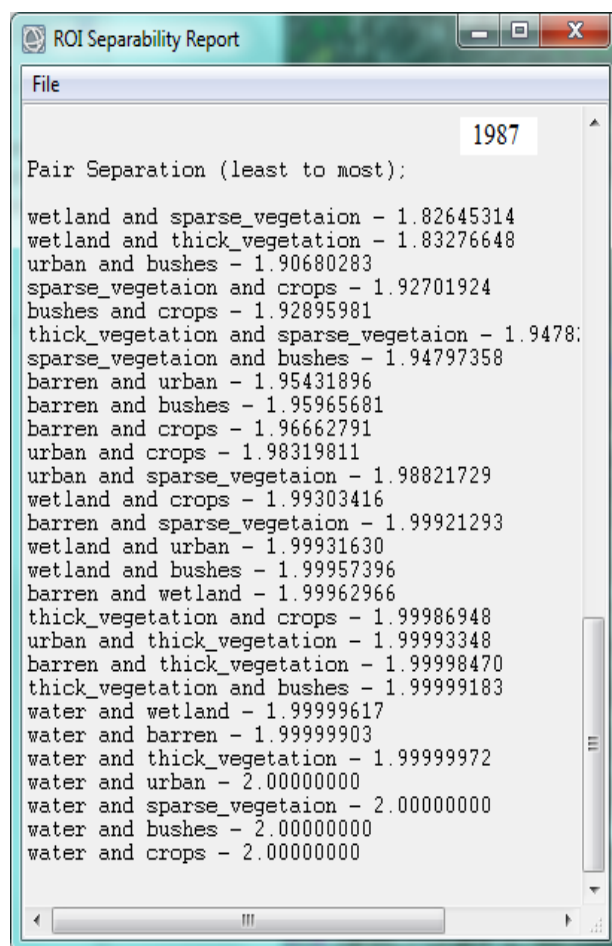 ROI Separability Report
File
1987
Pair Separation (least to most);
wetland and sparse_vegetaion - 1.82645314
wetland and thick_vegetation - 1.83276648
urban and bushes - 1.90680283
sparse_vegetaion and crops - 1.92701924
bushes and crops - 1.92895981
thick_vegetation and sparse_vegetaion - 1.9478
sparse_vegetaion and bushes - 1.94797358
barren and urban - 1.95431896
barren and bushes - 1.95965681
barren and crops - 1.96662791
urban and crops - 1.98319811
urban and sparse_vegetaion - 1.98821729
wetland and crops - 1.99303416
barren and sparse_vegetaion - 1.99921293
wetland and urban - 1.99931630
wetland and bushes - 1.99957396
barren and wetland - 1.99962966
thick_vegetation and crops - 1.99986948
urban and thick_vegetation - 1.99993348
barren and thick_vegetation - 1.99998470
thick_vegetation and bushes - 1.99999183
water and wetland - 1.99999617
water and barren - 1.99999903
water and thick_vegetation - 1.99999972
water and urban - 2.00000000
water and sparse_vegetaion - 2.00000000
water and bushes - 2.00000000
water and crops - 2.00000000